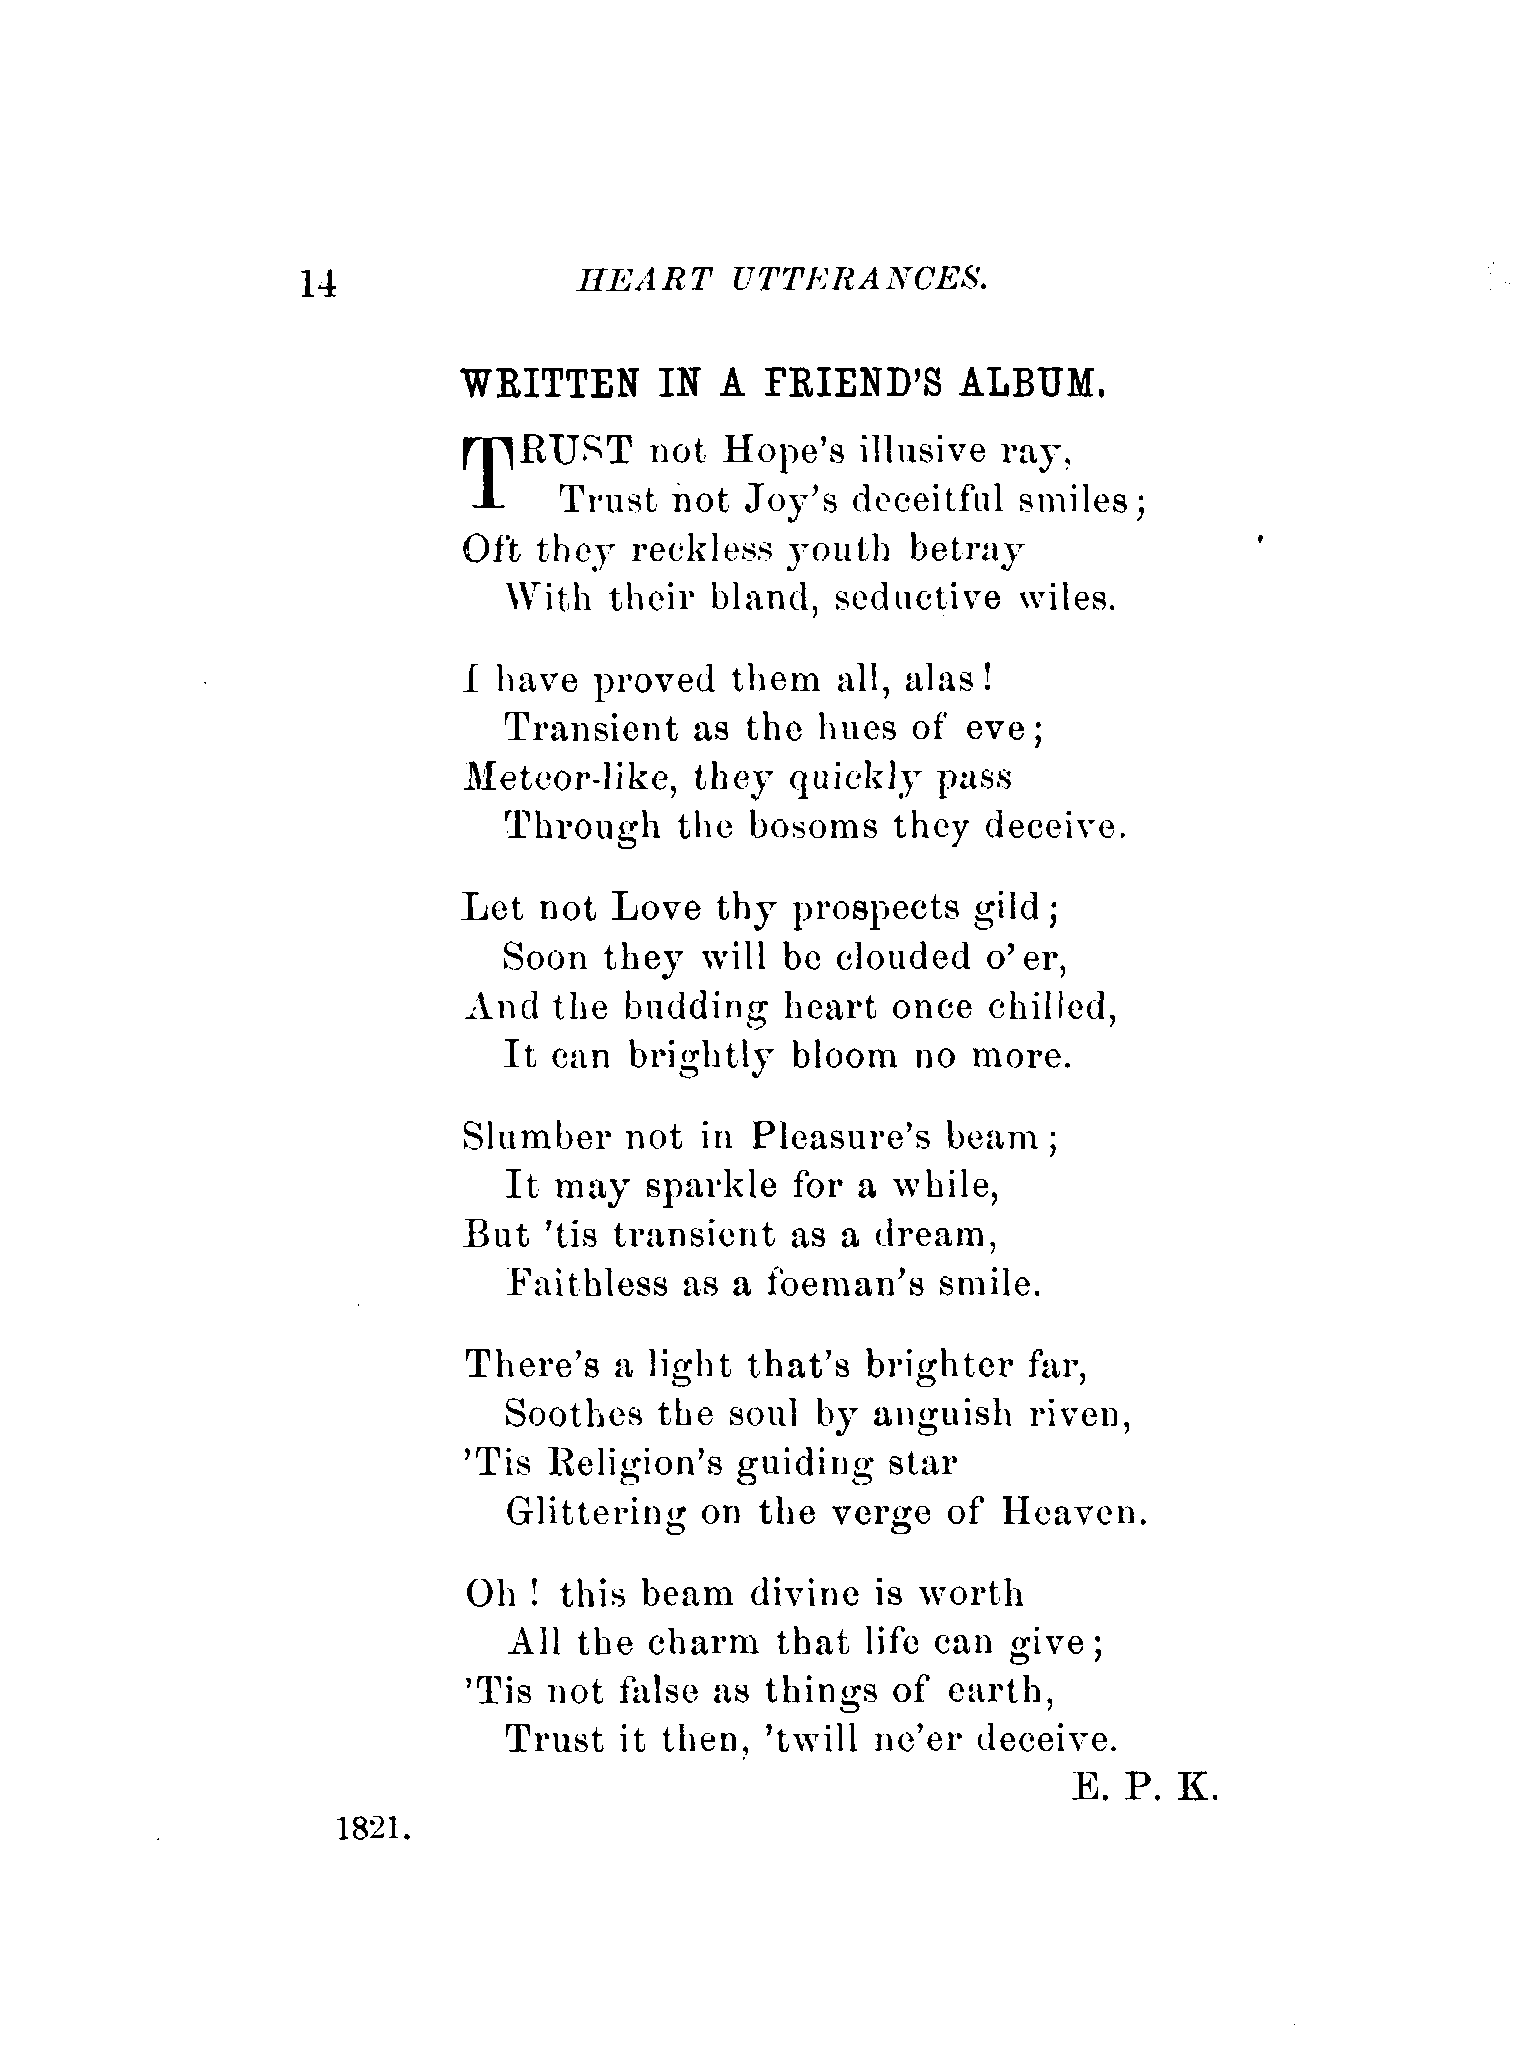 14 HEART UTTERANCES.
WRITTEN IN A FRIEND'S ALBUM.
TRUST not Hope's illusive ray,
Trust not Joy's deceitful smiles;
Oft they reckless youth betray
With their bland, seductive wiles.
I have proved them all, alas!
Transient as the hues of eve;
Meteor-like, they quickly pass
Through the bosoms they deceive.
Let not Love thy prospects gild;
Soon they will be clouded o'er,
And the budding heart once chilled,
It can brightly bloom no more.
Slumber not in Pleasure's beam;
It may sparkle for a while,
But 'tis transient as a dream,
Faithless as a foeman's smile.
There's a light that's brighter far,
Soothes the soul by anguish riven,
'Tis Religion's guiding star
Glittering on the verge of Heaven.
Oh! this beam divine is worth
All the charm that life can give;
'Tis not false as things of earth,
Trust it then, 'twill ne'er deceive.
E. P. K.
1821.